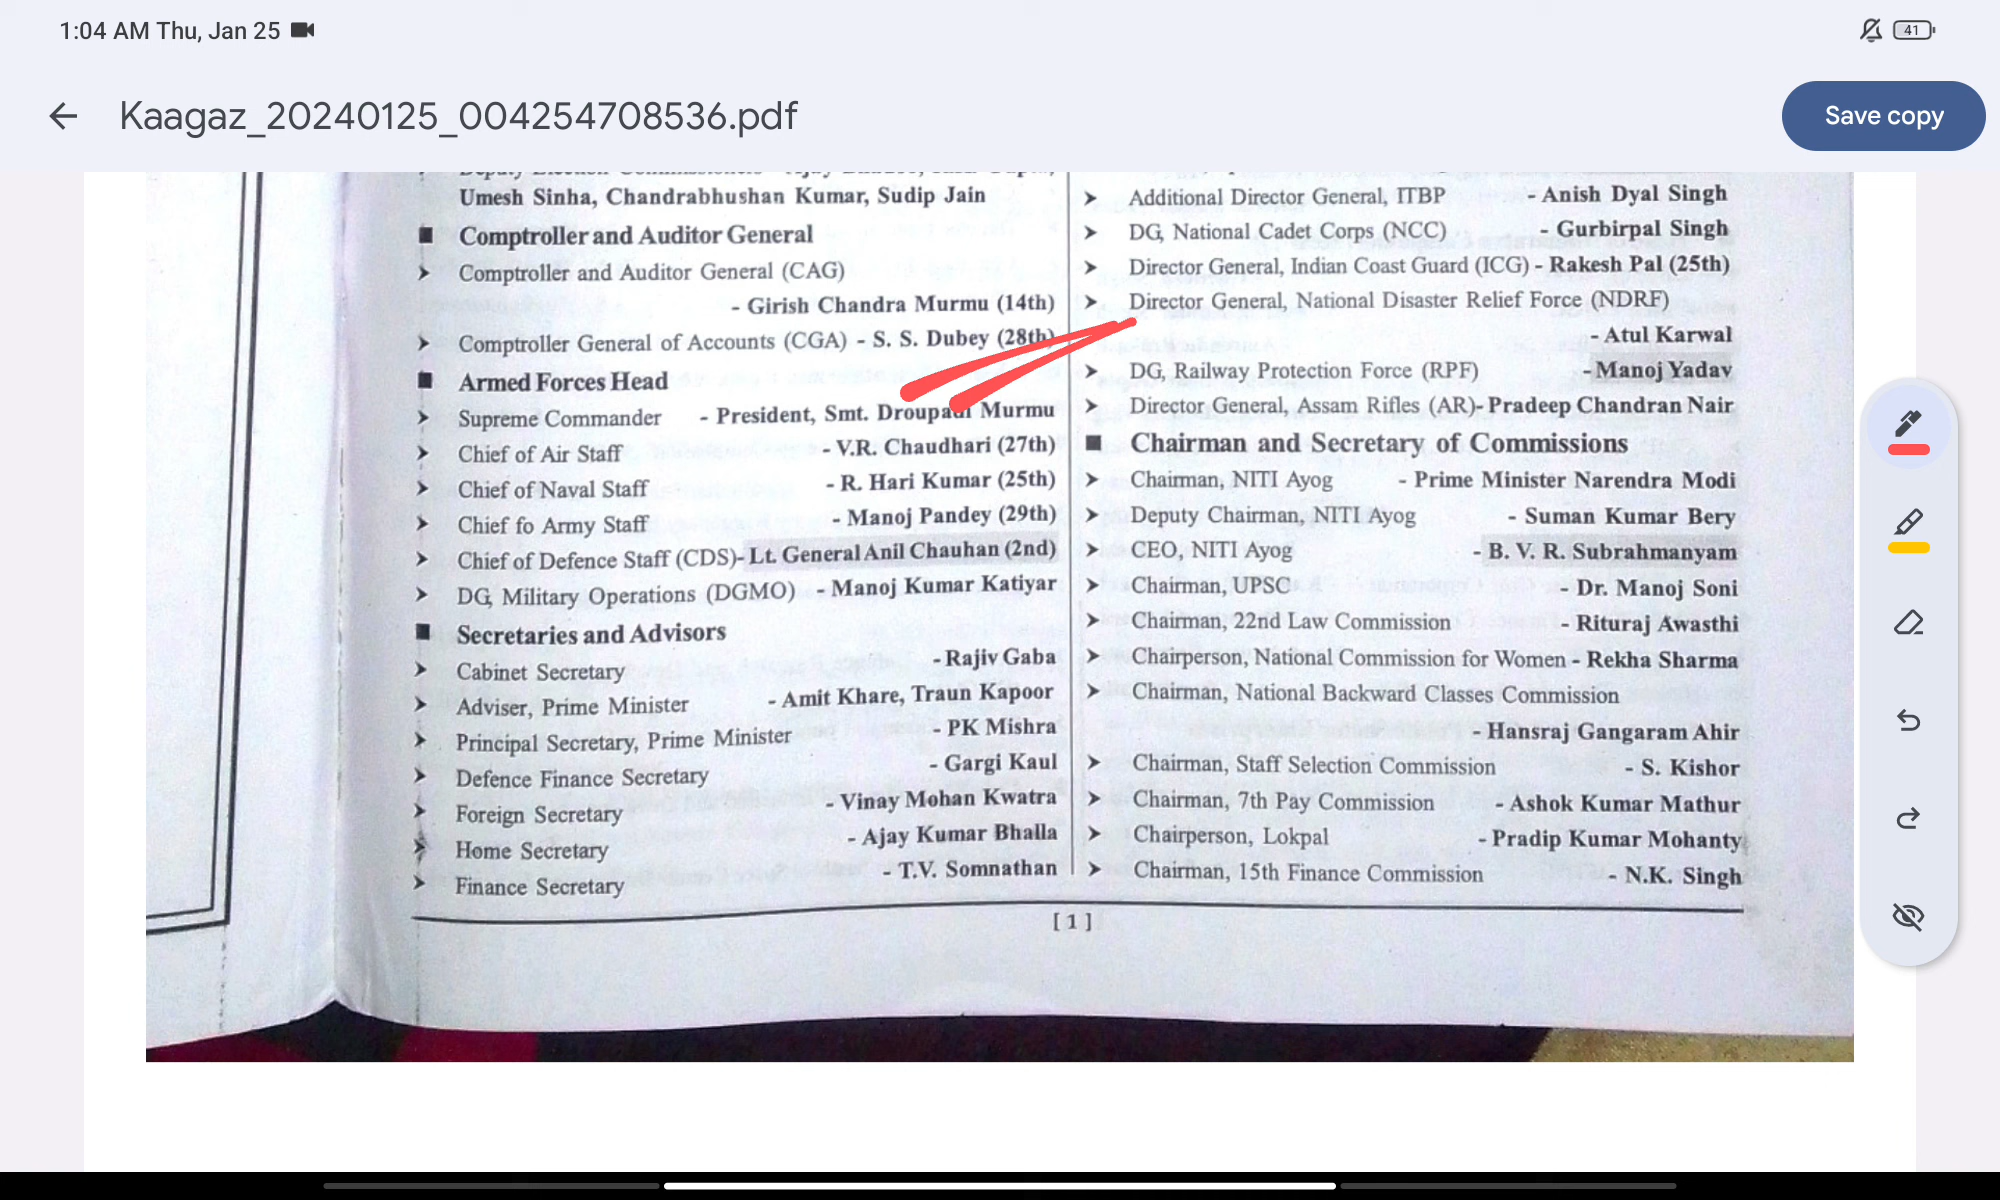 1:04 AM Thu, Jan 25
41
Kaagaz_20240125_004254708536.pdf
Save copy
Umesh Sinha, Chandrabhushan Kumar, Sudip Jain
■ Comptroller and Auditor General
➤ Comptroller and Auditor General (CAG)
- Girish Chandra Murmu (14th)
➤ Comptroller General of Accounts (CGA) - S. S. Dubey (28th)
■ Armed Forces Head
➤ Supreme Commander - President, Smt. Droupadi Murmu
➤ Chief of Air Staff - V.R. Chaudhari (27th)
➤ Chief of Naval Staff - R. Hari Kumar (25th)
➤ Chief fo Army Staff - Manoj Pandey (29th)
➤ Chief of Defence Staff (CDS)- Lt. General Anil Chauhan (2nd)
➤ DG, Military Operations (DGMO) - Manoj Kumar Katiyar
■ Secretaries and Advisors
➤ Cabinet Secretary - Rajiv Gaba
➤ Adviser, Prime Minister - Amit Khare, Traun Kapoor
➤ Principal Secretary, Prime Minister - PK Mishra
➤ Defence Finance Secretary - Gargi Kaul
➤ Foreign Secretary - Vinay Mohan Kwatra
➤ Home Secretary - Ajay Kumar Bhalla
➤ Finance Secretary - T.V. Somnathan
➤ Additional Director General, ITBP - Anish Dyal Singh
➤ DG, National Cadet Corps (NCC) - Gurbirpal Singh
➤ Director General, Indian Coast Guard (ICG) - Rakesh Pal (25th)
➤ Director General, National Disaster Relief Force (NDRF)
- Atul Karwal
➤ DG, Railway Protection Force (RPF) - Manoj Yadav
➤ Director General, Assam Rifles (AR)- Pradeep Chandran Nair
■ Chairman and Secretary of Commissions
➤ Chairman, NITI Ayog - Prime Minister Narendra Modi
➤ Deputy Chairman, NITI Ayog - Suman Kumar Bery
➤ CEO, NITI Ayog - B. V. R. Subrahmanyam
➤ Chairman, UPSC - Dr. Manoj Soni
➤ Chairman, 22nd Law Commission - Rituraj Awasthi
➤ Chairperson, National Commission for Women - Rekha Sharma
➤ Chairman, National Backward Classes Commission
- Hansraj Gangaram Ahir
➤ Chairman, Staff Selection Commission - S. Kishor
➤ Chairman, 7th Pay Commission - Ashok Kumar Mathur
➤ Chairperson, Lokpal - Pradip Kumar Mohanty
➤ Chairman, 15th Finance Commission - N.K. Singh
[ 1 ]